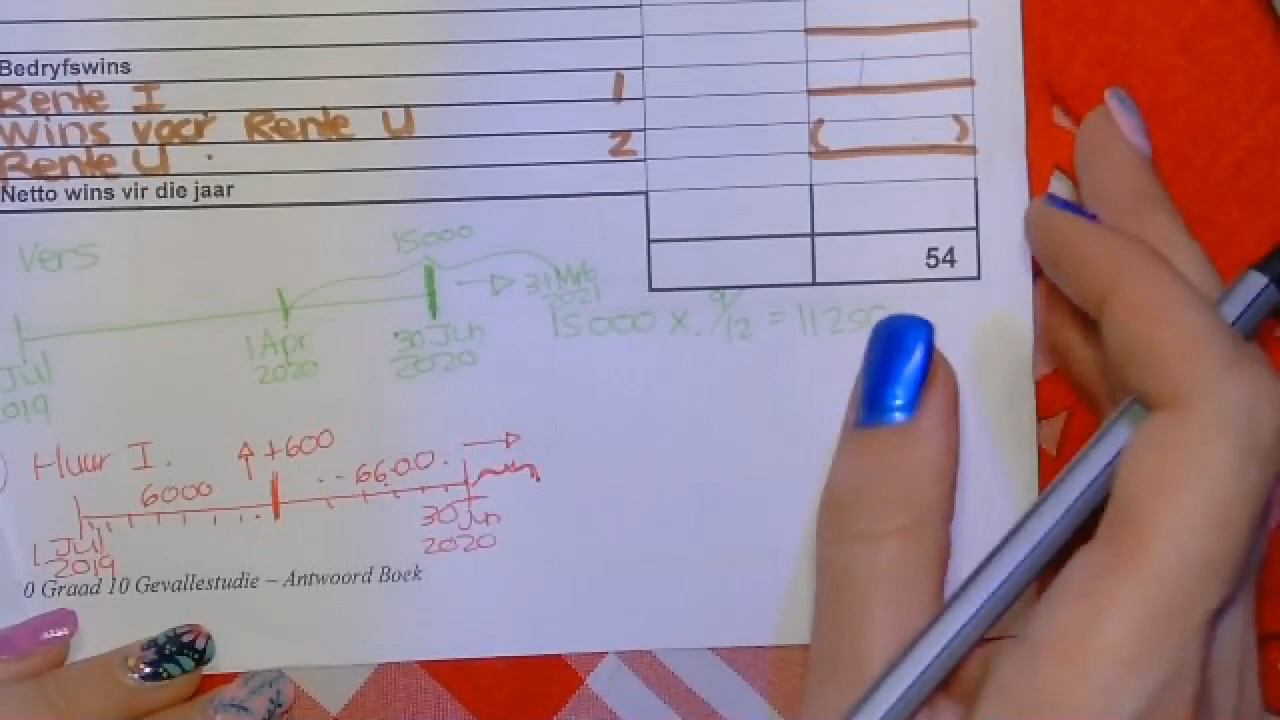 Bedryfswins
Rente I 1
Wins voor Rente U
Rente U 2
( )
Netto wins vir die jaar
54
Vers
15000
31 Mrt
2021
1 Apr
2020
30 Jun
2020
Jul
2019
15000 x 9/12 = 11250
Huur I.
+600
6000
6600
1 Jul
2019
30 Jun
2020
0 Graad 10 Gevallestudie – Antwoord Boek